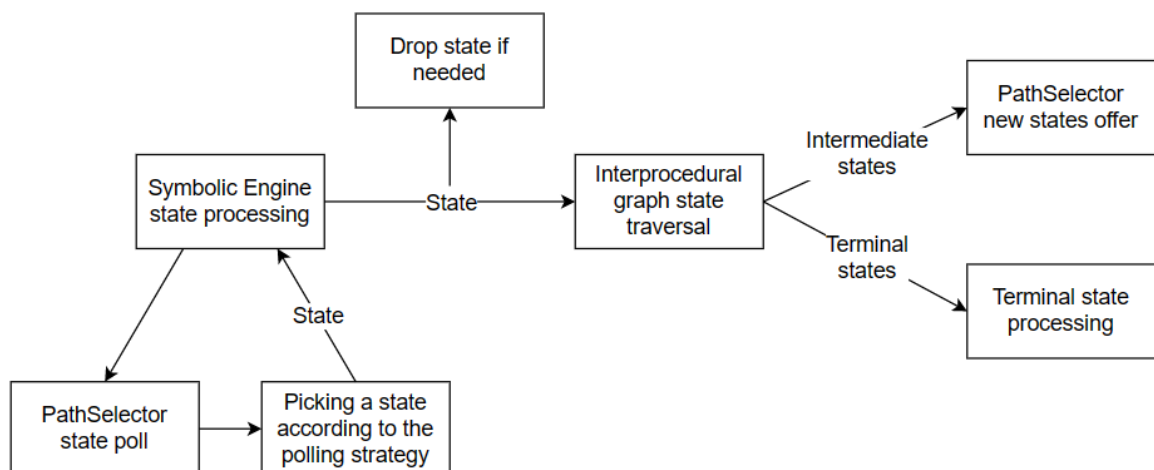 Drop state if
needed
PathSelector
new states offer
Intermediate
states
Symbolic Engine
state processing
State
Interprocedural
graph state
traversal
Terminal
states
Terminal state
processing
State
PathSelector
state poll
Picking a state
according to the
polling strategy